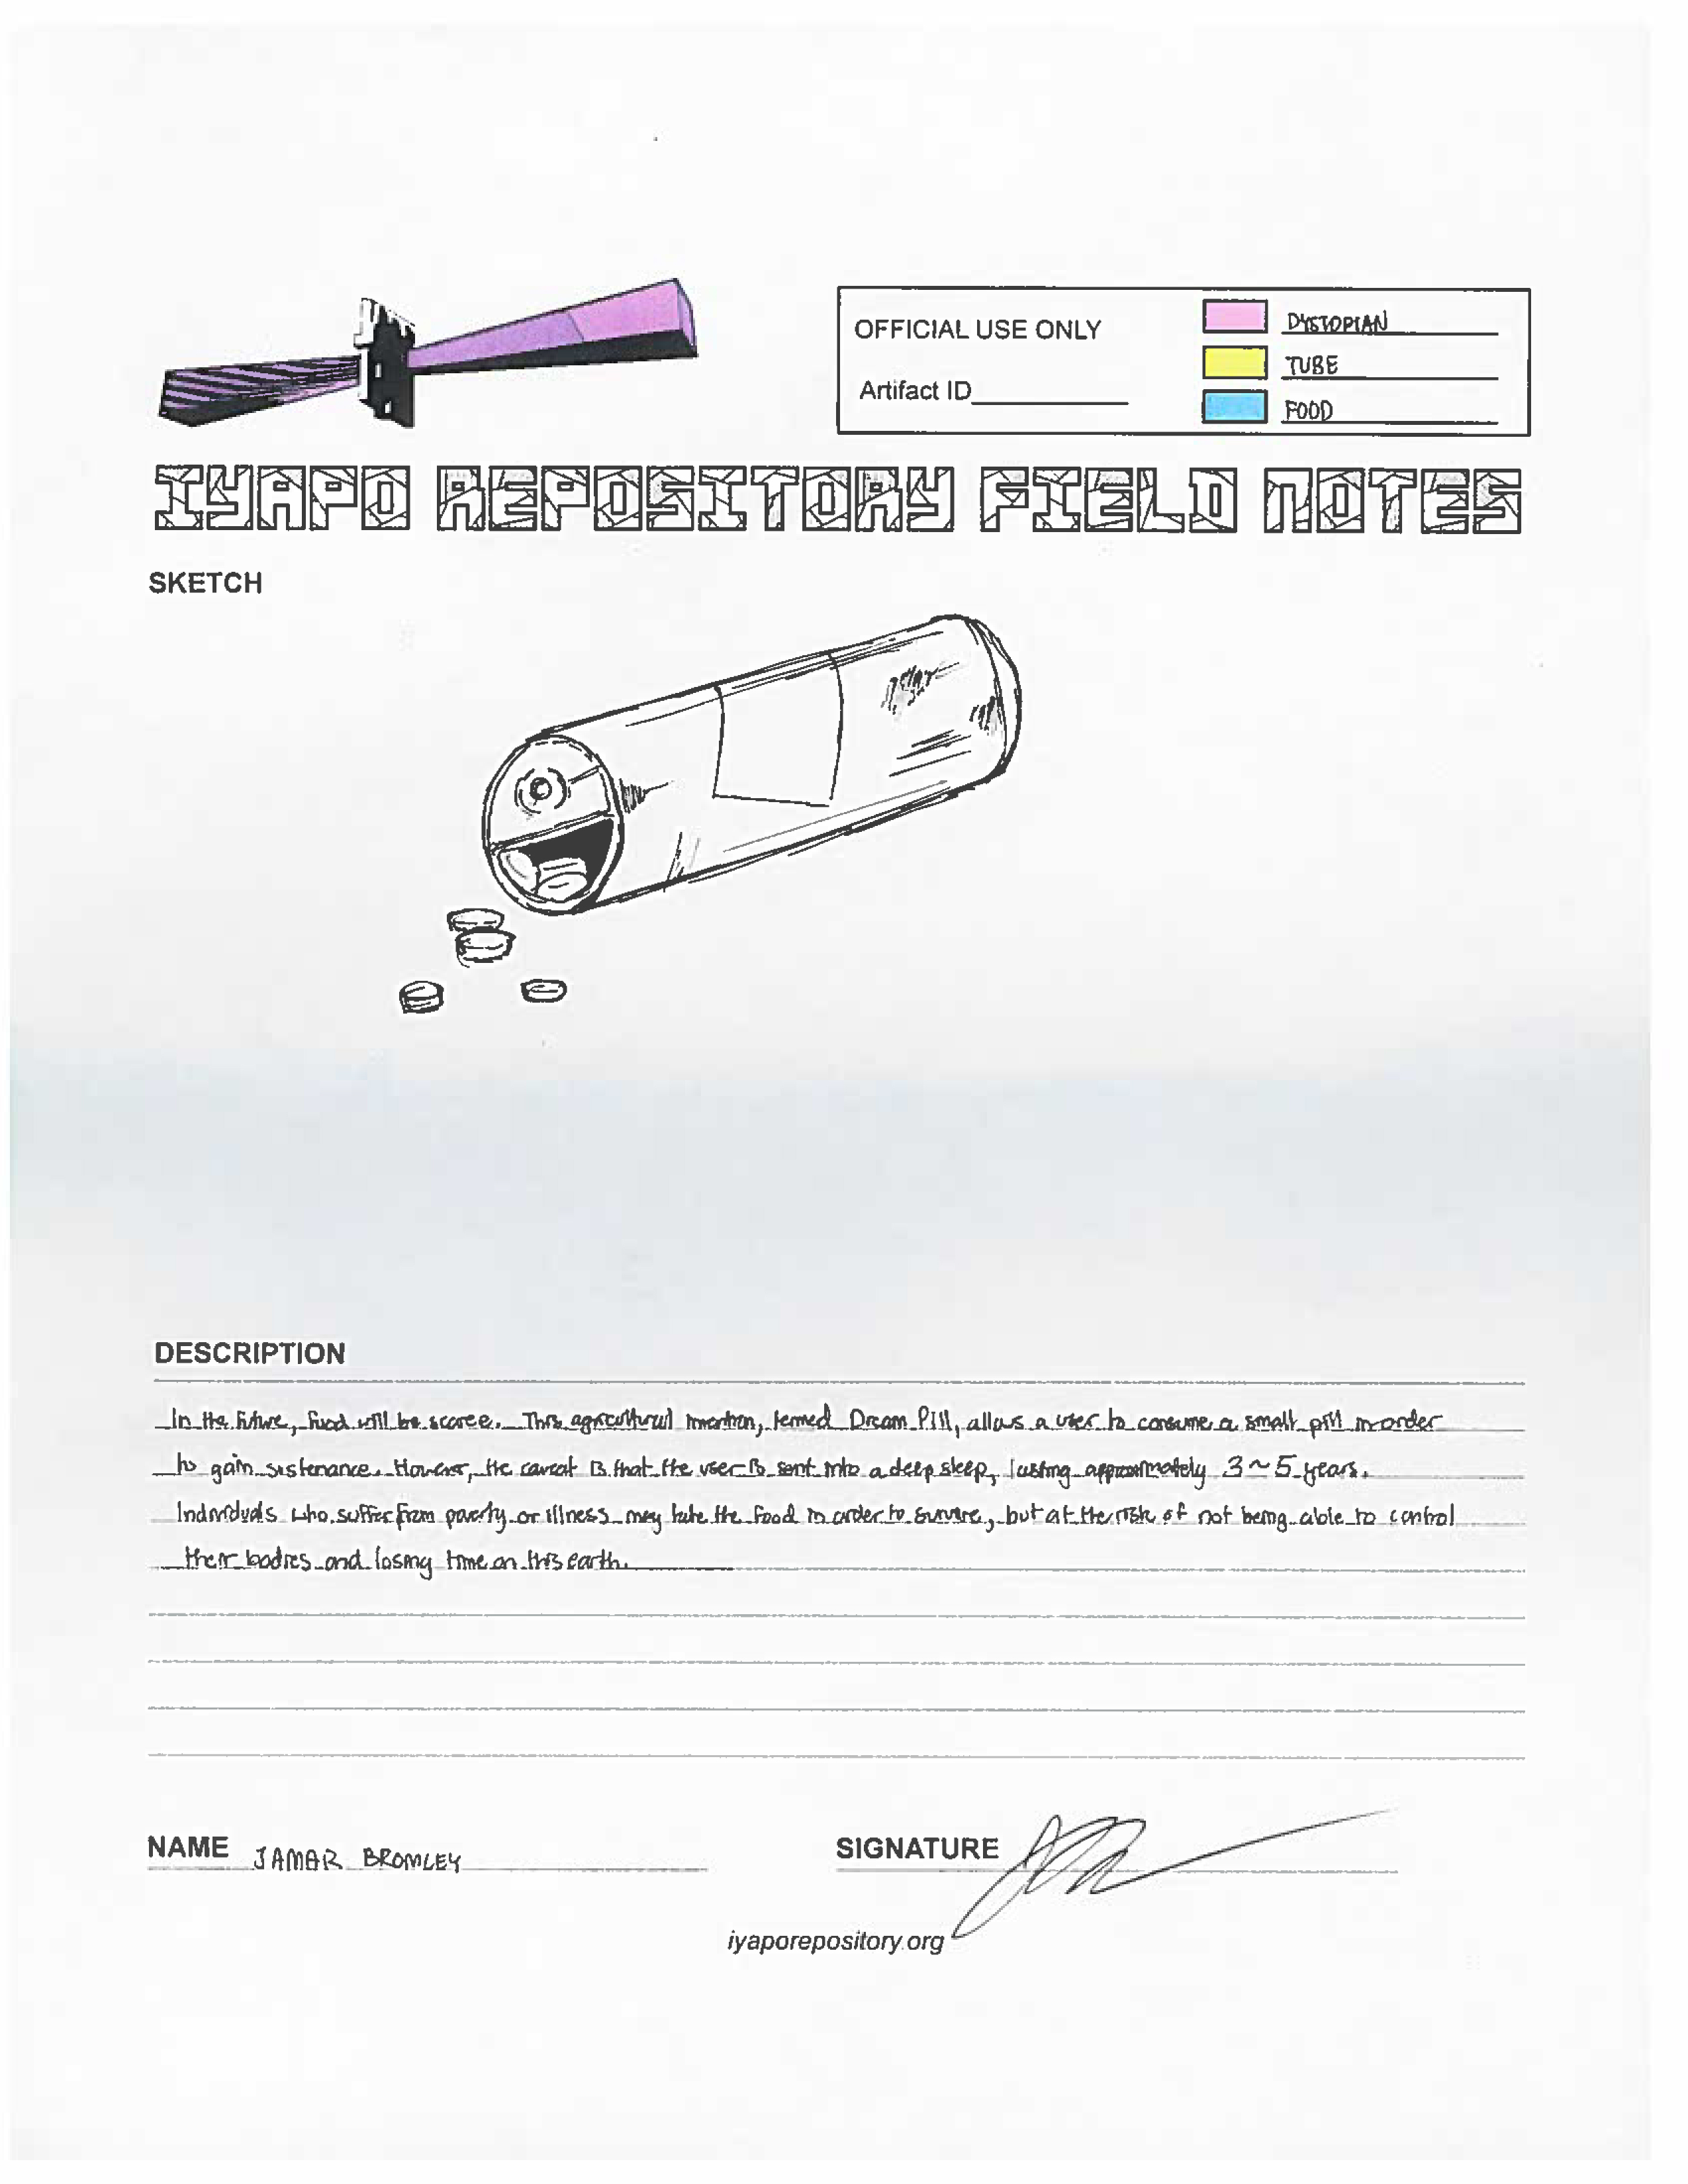 OFFICIAL USE ONLY
DYSTOPIAN
TUBE
Artifact ID
FOOD
IYAPO REPOSITORY FIELD NOTES
SKETCH
DESCRIPTION
In the future, food will be scarce. This agricultural invention, termed Dream Pill, allows a user to consume a small pill in order
to gain sistenance. However, the caveat is that the user is sent into a deep sleep, lasting approximately 3~5 years.
Individuals who suffer from poverty or illness may take the food in order to survive, but at the risk of not being able to control
their bodies and losing time on this earth.
NAME JAMAR BROMLEY
SIGNATURE
iyaporepository.org